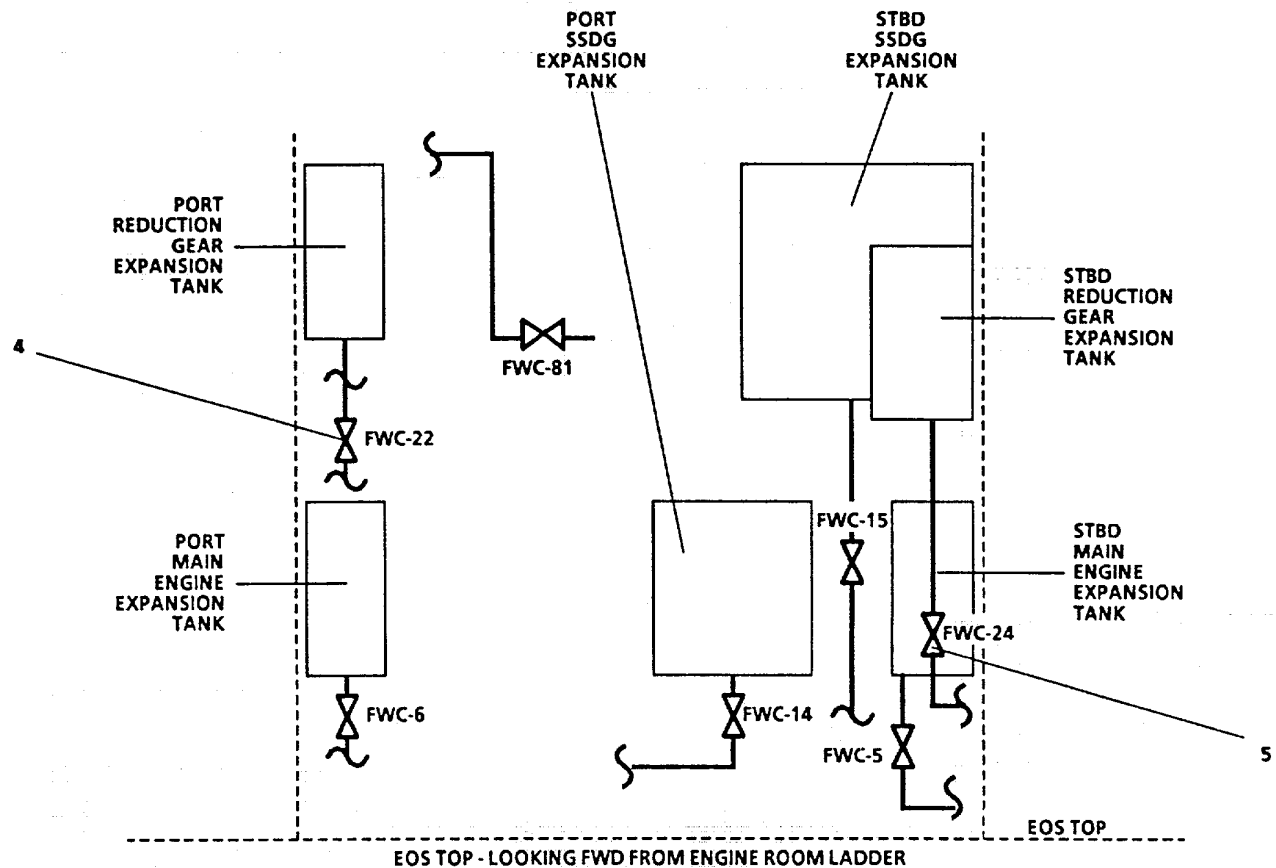 PORT
SSDG
EXPANSION
TANK
STBD
SSDG
EXPANSION
TANK
PORT
REDUCTION
GEAR
EXPANSION
TANK
STBD
REDUCTION
GEAR
EXPANSION
TANK
4
FWC-81
FWC-22
PORT
MAIN
ENGINE
EXPANSION
TANK
FWC-15
STBD
MAIN
ENGINE
EXPANSION
TANK
FWC-24
FWC-6
FWC-14
FWC-5
5
EOS TOP
EOS TOP - LOOKING FWD FROM ENGINE ROOM LADDER